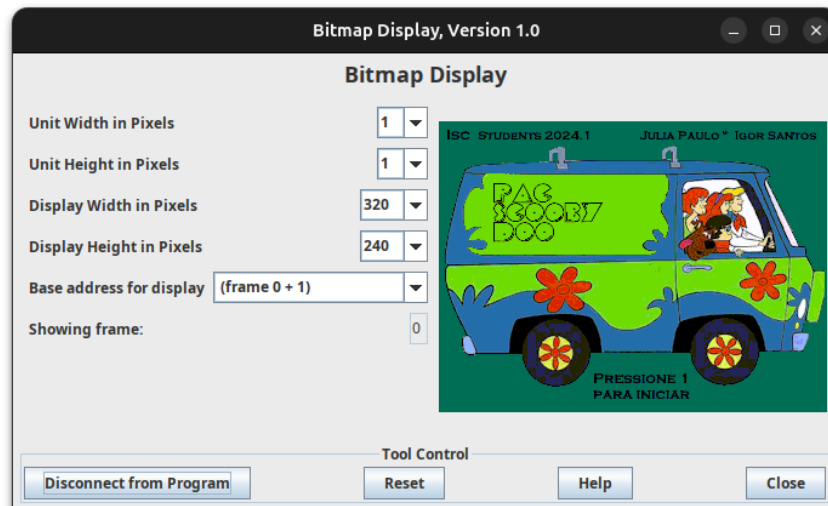 Bitmap Display, Version 1.0
Bitmap Display
Unit Width in Pixels 1
Unit Height in Pixels 1
Display Width in Pixels 320
Display Height in Pixels 240
Base address for display (frame 0 + 1)
Showing frame: 0
Isc Students 2024.1 Julia Paulo * Igor Santos
PAC
SCOOBY
DOO
Pressione 1
para iniciar
Tool Control
Disconnect from Program Reset Help Close